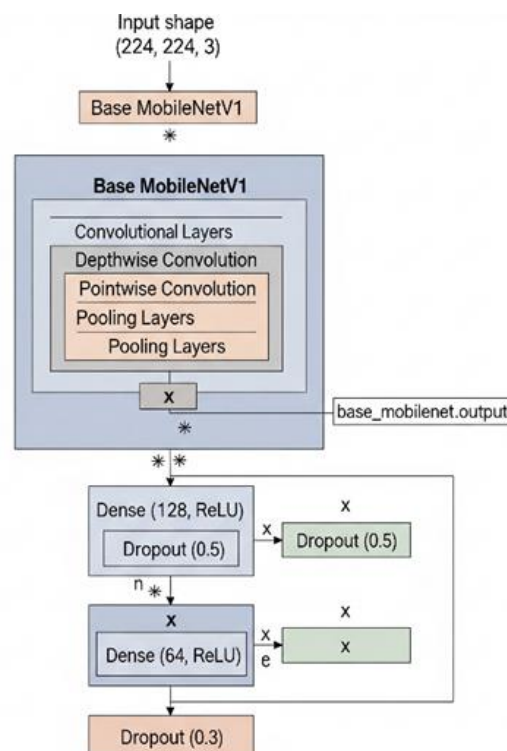 Input shape
(224, 224, 3)
Base MobileNetV1
*
Base MobileNetV1
Convolutional Layers
Depthwise Convolution
Pointwise Convolution
Pooling Layers
Pooling Layers
x
base_mobilenet.output
*
* *
Dense (128, ReLU)
x
x
Dropout (0.5)
Dropout (0.5)
n *
x
x
x
Dense (64, ReLU)
e
x
Dropout (0.3)